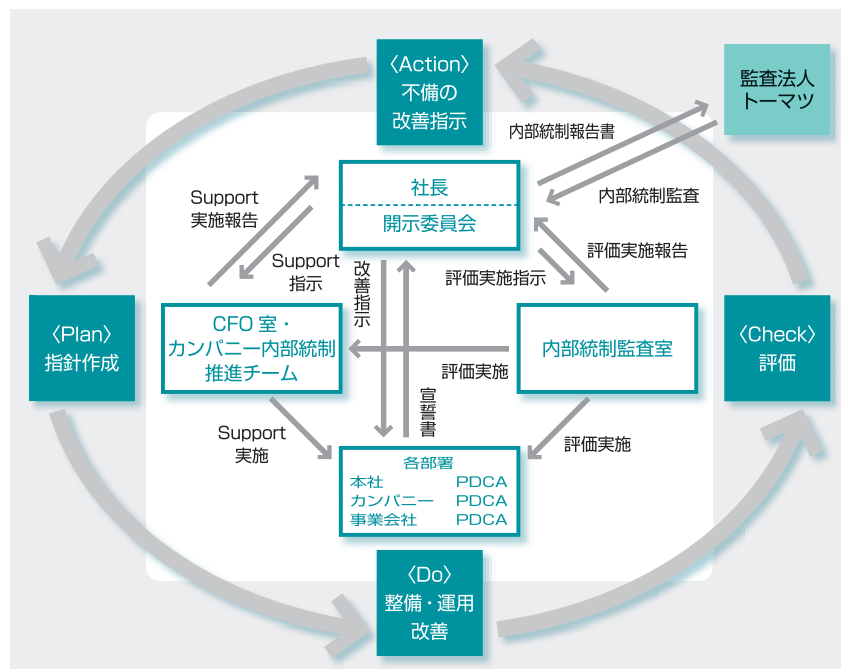 〈Action〉
不備の
改善指示
監査法人
トーマツ
内部統制報告書
内部統制監査
社長
開示委員会
Support
実施報告
Support
指示
改善指示
評価実施報告
評価実施指示
〈Plan〉
指針作成
CFO 室・
カンパニー内部統制
推進チーム
内部統制監査室
〈Check〉
評価
評価実施
宣誓書
Support
実施
評価実施
各部署
本社 PDCA
カンパニー PDCA
事業会社 PDCA
〈Do〉
整備・運用
改善